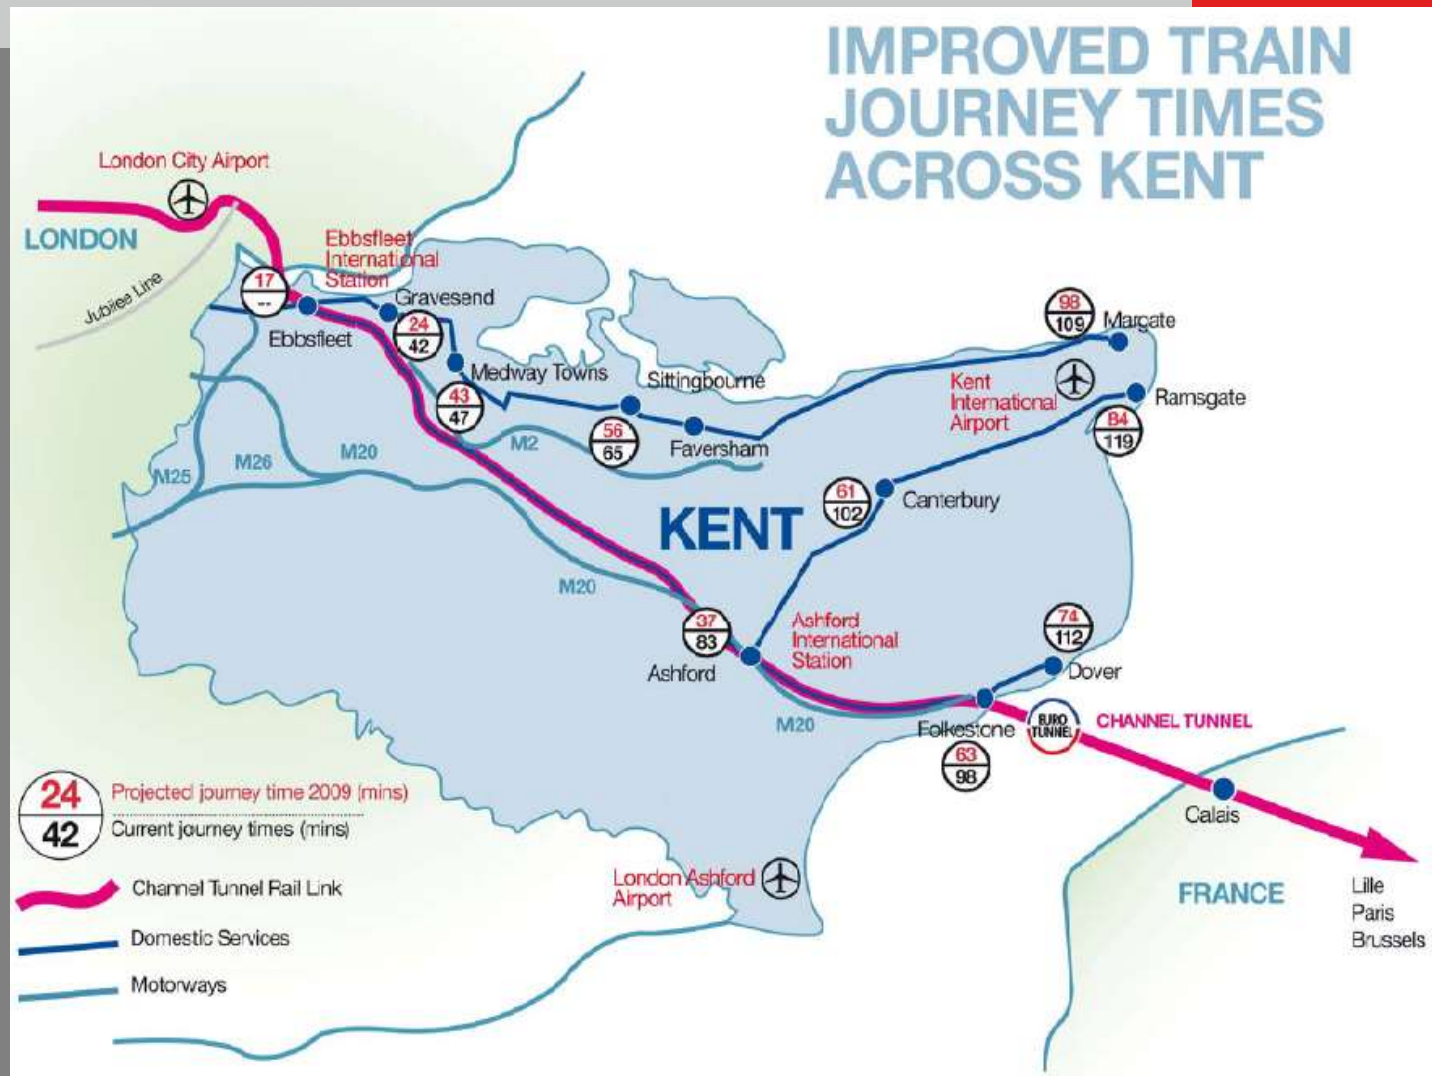 IMPROVED TRAIN
JOURNEY TIMES
ACROSS KENT
London City Airport
LONDON
Jubilee Line
Ebbsfleet
International
Station
17
--
Ebbsfleet
Gravesend
24
42
Medway Towns
43
47
Sittingbourne
56
65
Faversham
98
109
Margate
Kent
International
Airport
Ramsgate
84
119
M2
M20
M26
M25
61
102
Canterbury
KENT
M20
37
83
Ashford
Ashford
International
Station
74
112
Dover
M20
Folkestone
63
98
EURO
TUNNEL
CHANNEL TUNNEL
Calais
FRANCE
Lille
Paris
Brussels
London Ashford
Airport
24
42
Projected journey time 2009 (mins)
Current journey times (mins)
Channel Tunnel Rail Link
Domestic Services
Motorways